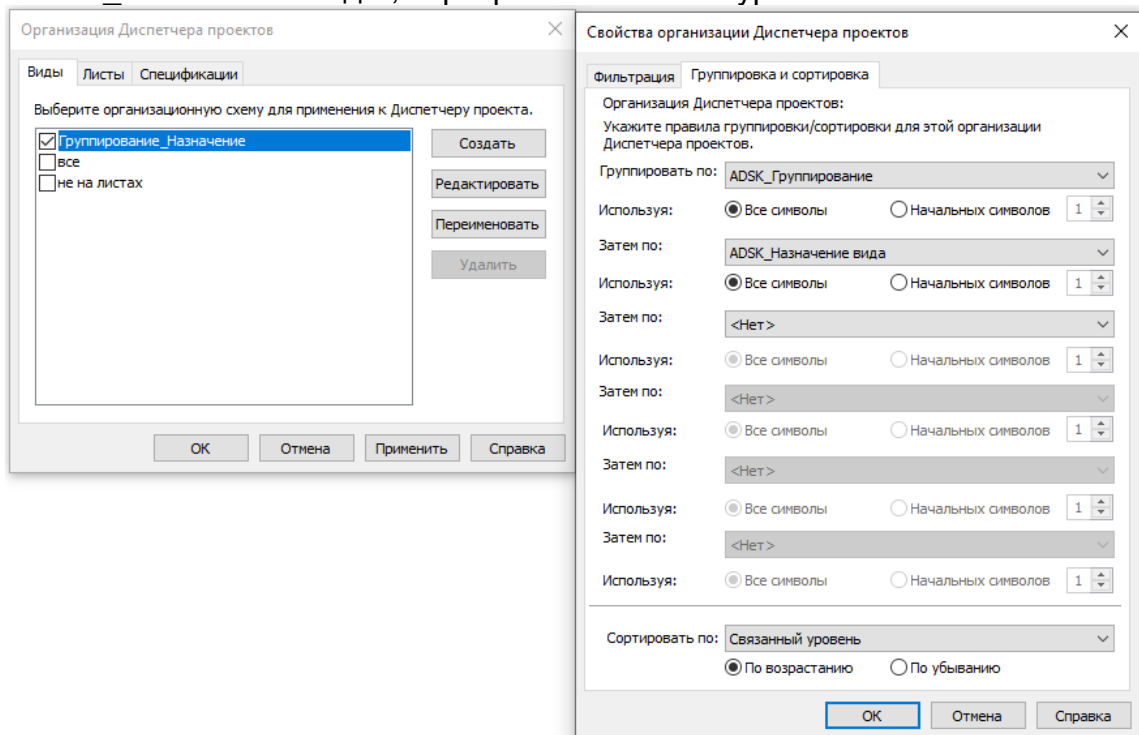 Организация Диспетчера проектов
Виды Листы Спецификации
Выберите организационную схему для применения к Диспетчеру проекта.
Группирование_Назначение
все
не на листах
Создать
Редактировать
Переименовать
Удалить
ОК Отмена Применить Справка
Свойства организации Диспетчера проектов
Фильтрация Группировка и сортировка
Организация Диспетчера проектов:
Укажите правила группировки/сортировки для этой организации
Диспетчера проектов.
Группировать по: ADSK_Группирование
Используя: Все символы Начальных символов 1
Затем по: ADSK_Назначение вида
Используя: Все символы Начальных символов 1
Затем по: <Нет>
Используя: Все символы Начальных символов 1
Затем по: <Нет>
Используя: Все символы Начальных символов 1
Затем по: <Нет>
Используя: Все символы Начальных символов 1
Затем по: <Нет>
Используя: Все символы Начальных символов 1
Сортировать по: Связанный уровень
По возрастанию По убыванию
ОК Отмена Справка